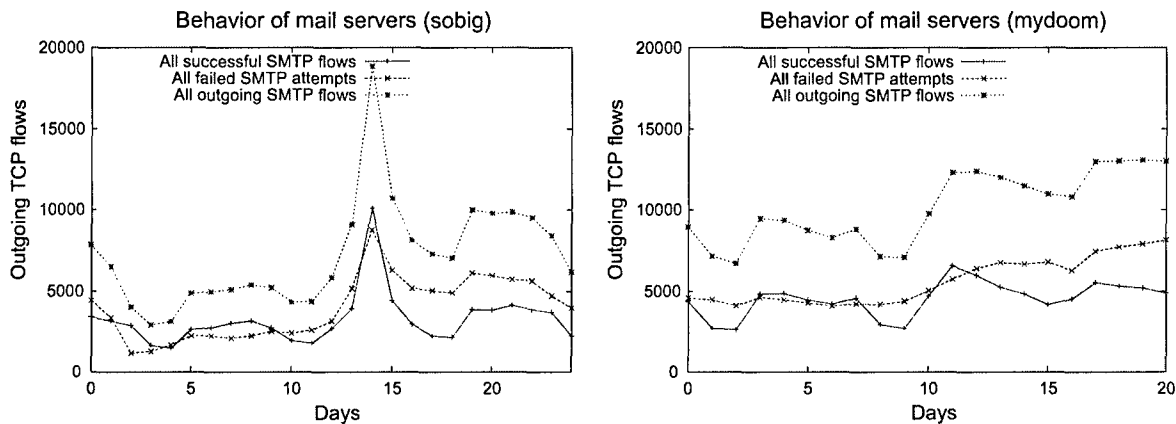 Behavior of mail servers (sobig)
20000
15000
10000
5000
0
Outgoing TCP flows
All successful SMTP flows
All failed SMTP attempts
All outgoing SMTP flows
0 5 10 15 20
Days
Behavior of mail servers (mydoom)
20000
15000
10000
5000
0
Outgoing TCP flows
All successful SMTP flows
All failed SMTP attempts
All outgoing SMTP flows
0 5 10 15 20
Days